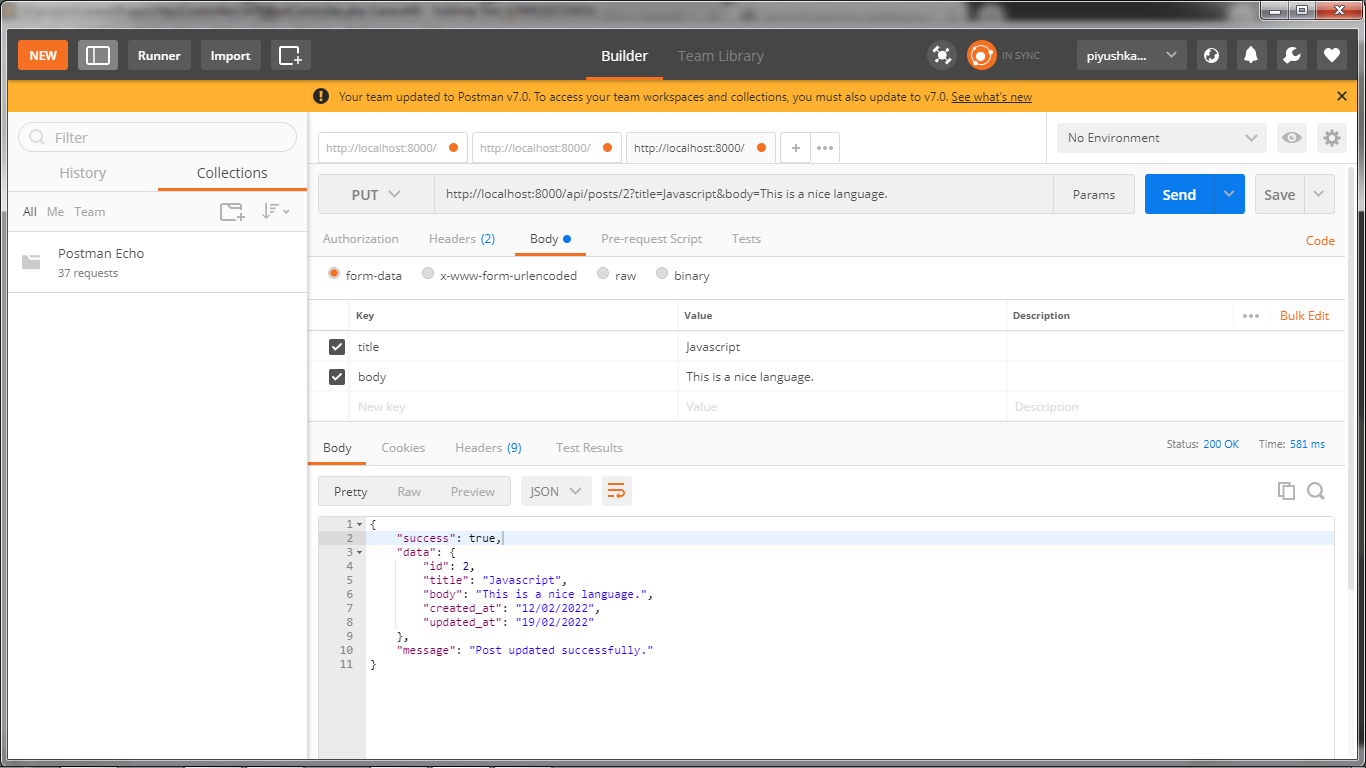 NEW Runner Import Builder Team Library IN SYNC piyushka...
Your team updated to Postman v7.0. To access your team workspaces and collections, you must also update to v7.0. See what's new
Filter
History Collections
All Me Team
Postman Echo
37 requests
http://localhost:8000/ http://localhost:8000/ http://localhost:8000/ + ••• No Environment
PUT http://localhost:8000/api/posts/2?title=Javascript&body=This is a nice language. Params Send Save
Authorization Headers (2) Body Pre-request Script Tests Code
form-data x-www-form-urlencoded raw binary
Key Value Description ••• Bulk Edit
title Javascript
body This is a nice language.
New key Value Description
Body Cookies Headers (9) Test Results Status: 200 OK Time: 581 ms
Pretty Raw Preview JSON
1 {
2 "success": true,
3 "data": {
4 "id": 2,
5 "title": "Javascript",
6 "body": "This is a nice language.",
7 "created_at": "12/02/2022",
8 "updated_at": "19/02/2022"
9 },
10 "message": "Post updated successfully."
11 }